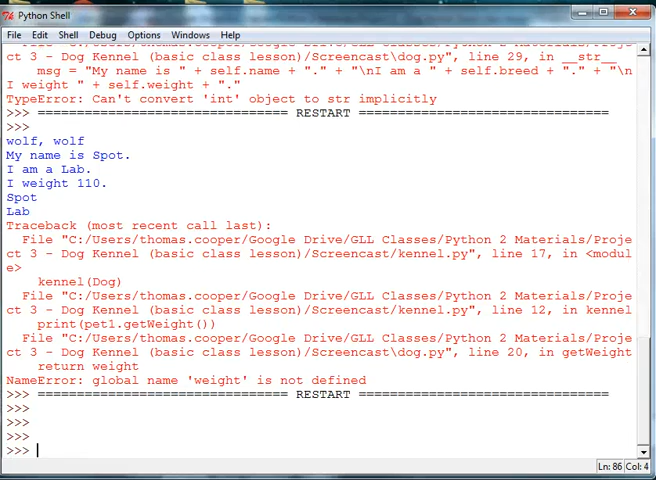 Python Shell
File Edit Shell Debug Options Windows Help
ct 3 - Dog Kennel (basic class lesson)/Screencast\dog.py", line 29, in __str__
msg = "My name is " + self.name + "." + "\nI am a " + self.breed + "." + "\n
I weight " + self.weight + "."
TypeError: Can't convert 'int' object to str implicitly
>>> ================================ RESTART ================================
>>>
wolf, wolf
My name is Spot.
I am a Lab.
I weight 110.
Spot
Lab
Traceback (most recent call last):
File "C:/Users/thomas.cooper/Google Drive/GLL Classes/Python 2 Materials/Proje
ct 3 - Dog Kennel (basic class lesson)/Screencast/kennel.py", line 17, in <modul
e>
kennel(Dog)
File "C:/Users/thomas.cooper/Google Drive/GLL Classes/Python 2 Materials/Proje
ct 3 - Dog Kennel (basic class lesson)/Screencast/kennel.py", line 12, in kennel
print(pet1.getWeight())
File "C:/Users/thomas.cooper/Google Drive/GLL Classes/Python 2 Materials/Proje
ct 3 - Dog Kennel (basic class lesson)/Screencast\dog.py", line 20, in getWeight
return weight
NameError: global name 'weight' is not defined
>>> ================================ RESTART ================================
>>>
>>>
>>>
>>>
Ln: 86 Col: 4